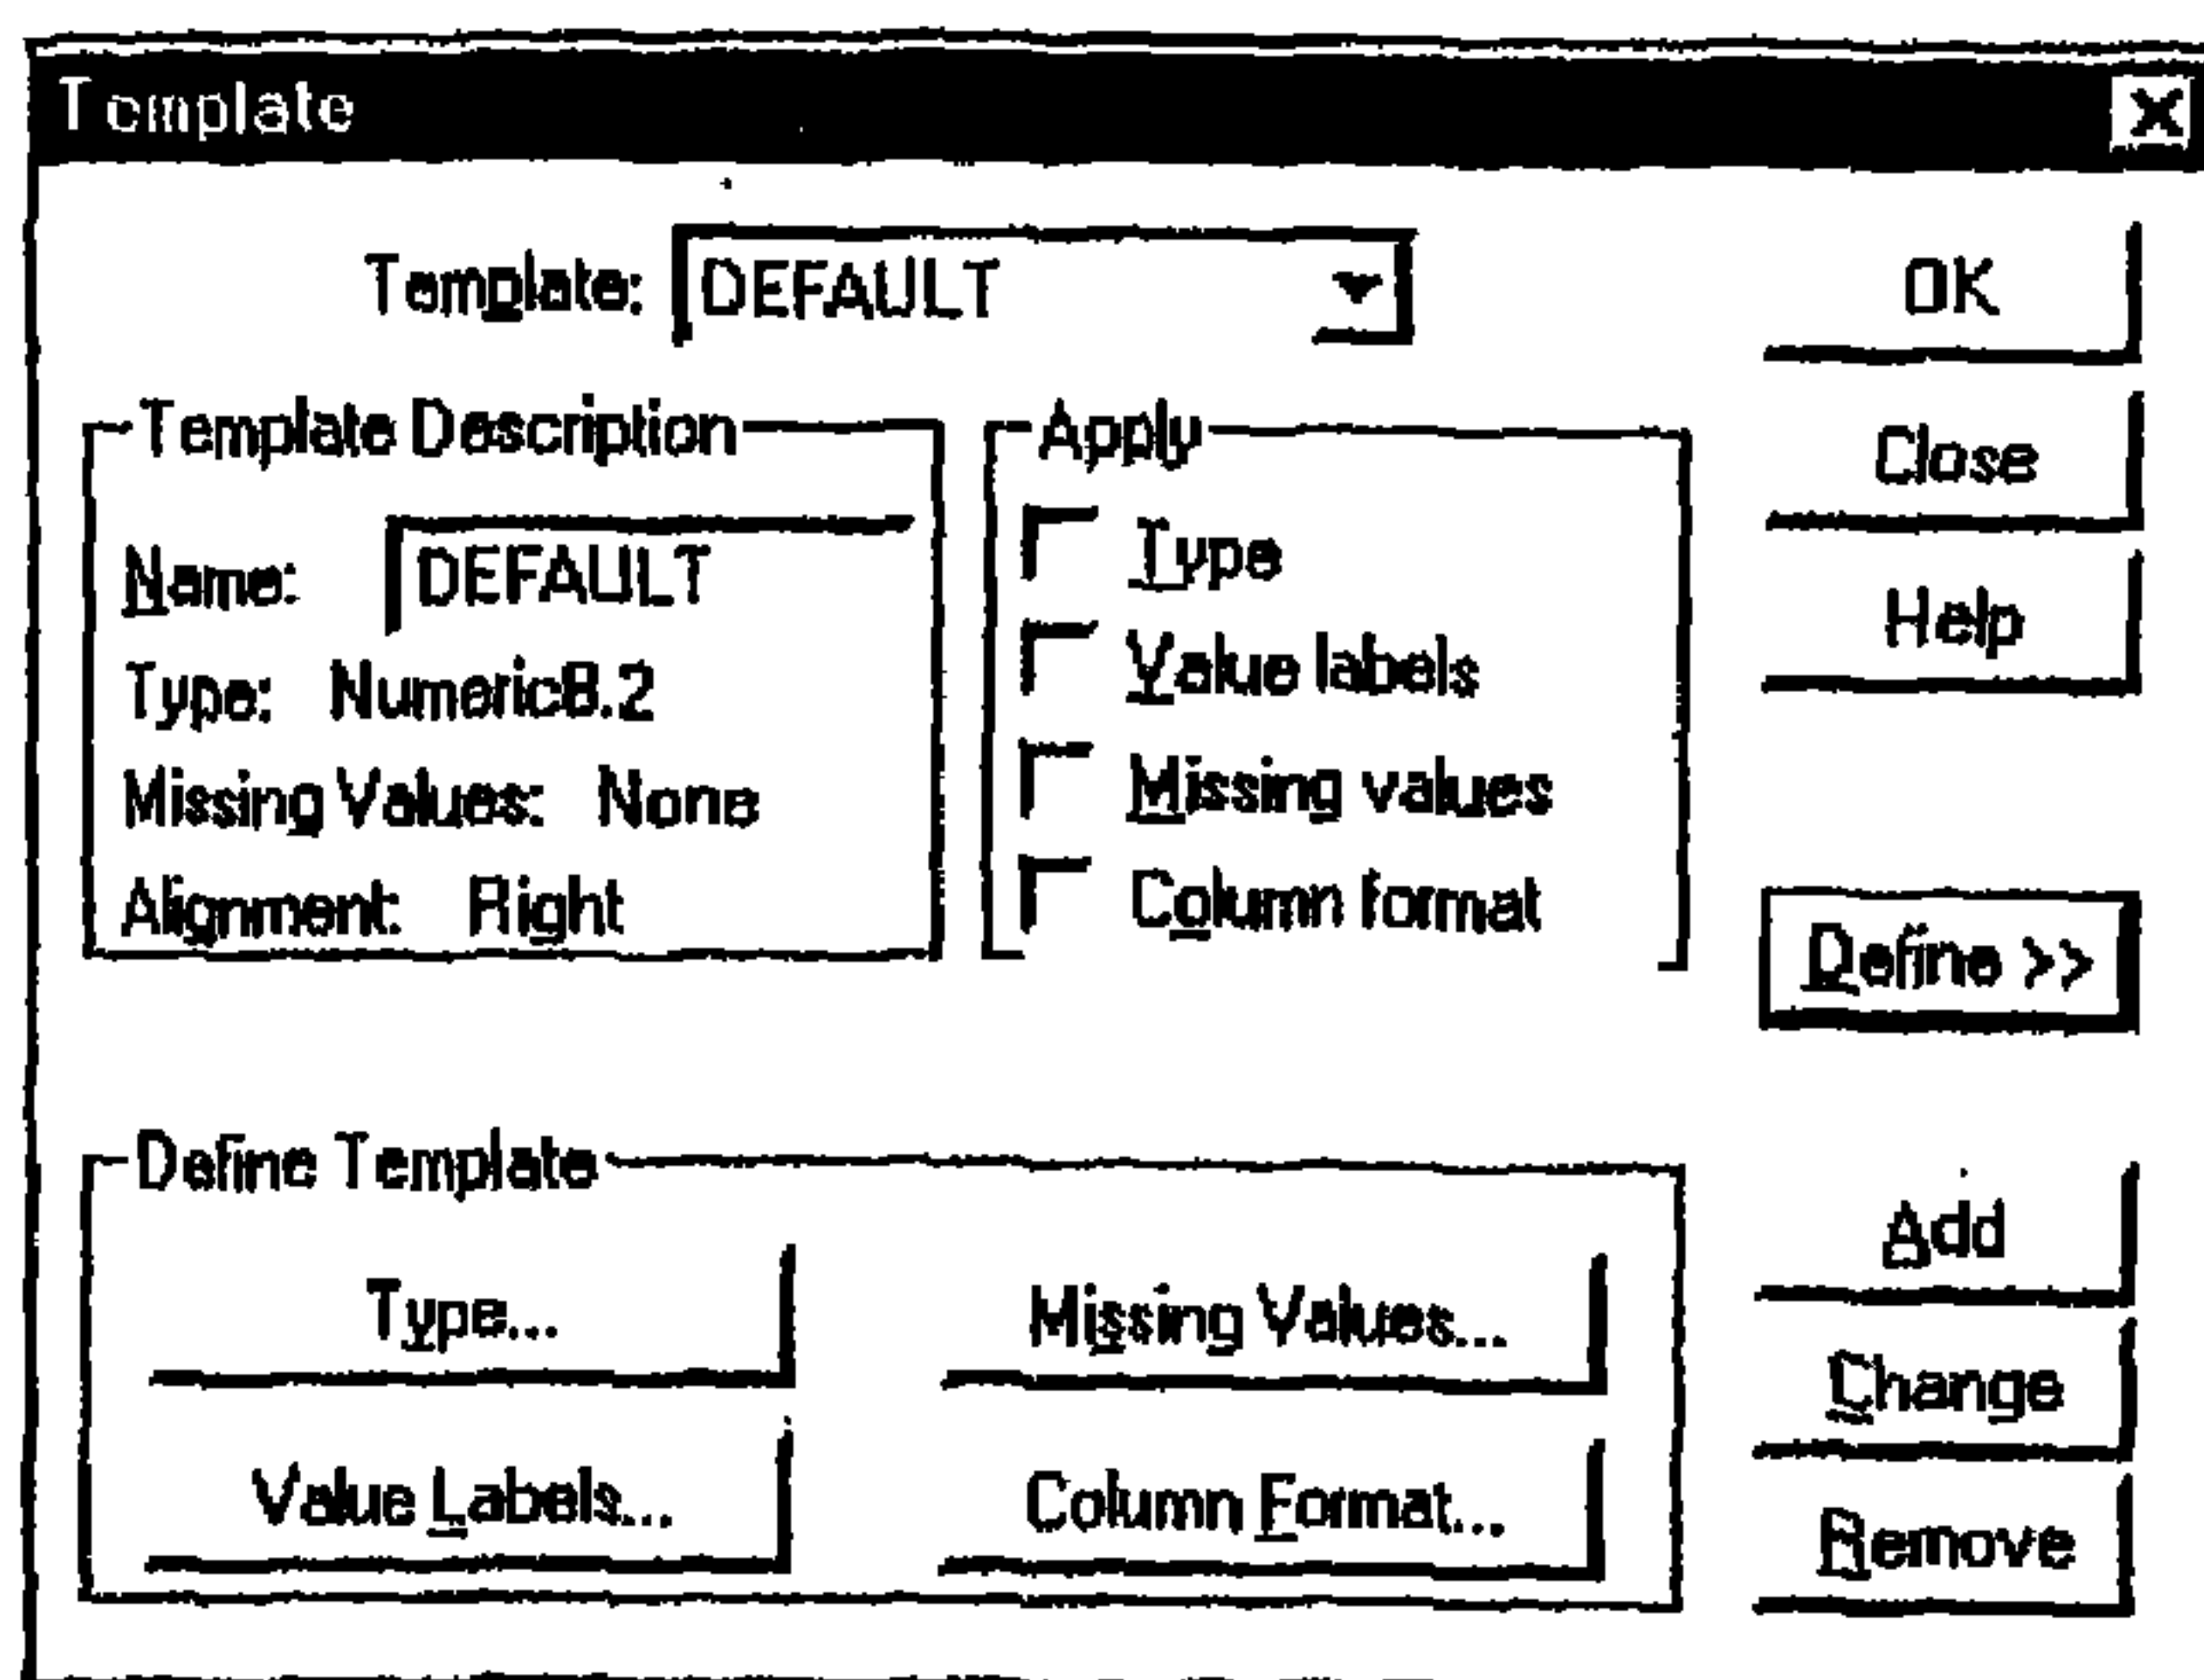 Template
Template: DEFAULT
OK
Template Description
Name: DEFAULT
Type: Numeric8.2
Missing Values: None
Alignment: Right
Apply
Type
Value labels
Missing values
Column format
Close
Help
Define >>
Define Template
Type...
Missing Values...
Value Labels...
Column Format...
Add
Change
Remove